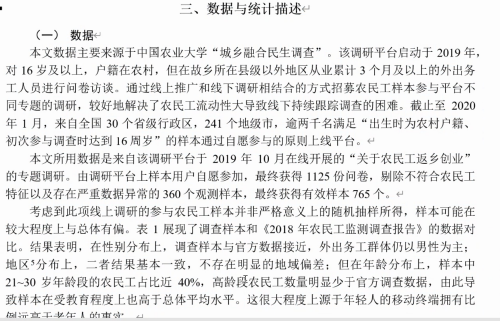 三、数据与统计描述↵
（一） 数据↵
本文数据主要来源于中国农业大学“城乡融合民生调查”。该调研平台启动于 2019 年，
对 16 岁及以上，户籍在农村，但在故乡所在县级以外地区从业累计 3 个月及以上的外出务
工人员进行问卷访谈。通过线上推广和线下调研相结合的方式招募农民工样本参与平台不
同专题的调研，较好地解决了农民工流动性大导致线下持续跟踪调查的困难。截止至 2020
年 1 月，来自全国 30 个省级行政区，241 个地级市，逾两千名满足“出生时为农村户籍、
初次参与调查时达到 16 周岁”的样本通过自愿参与的原则上线平台。↵
本文所用数据是来自该调研平台于 2019 年 10 月在线开展的“关于农民工返乡创业”
的专题调研。由调研平台上样本用户自愿参加，最终获得 1125 份问卷，剔除不符合农民工
特征以及存在严重数据异常的 360 个观测样本，最终获得有效样本 765 个。↵
考虑到此项线上调研的参与农民工样本并非严格意义上的随机抽样所得，样本可能在
较大程度上与总体有偏。表 1 展现了调查样本和《2018 年农民工监测调查报告》的数据对
比。结果表明，在性别分布上，调查样本与官方数据接近，外出务工群体仍以男性为主；
地区5分布上，二者结果基本一致，不存在明显的地域偏差；但在年龄分布上，样本中
21~30 岁年龄段的农民工占比近 40%，高龄段农民工数量明显少于官方调查数据，由此导
致样本在受教育程度上也高于总体平均水平。这很大程度上源于年轻人的移动终端拥有比
例远高于老年人的事实。